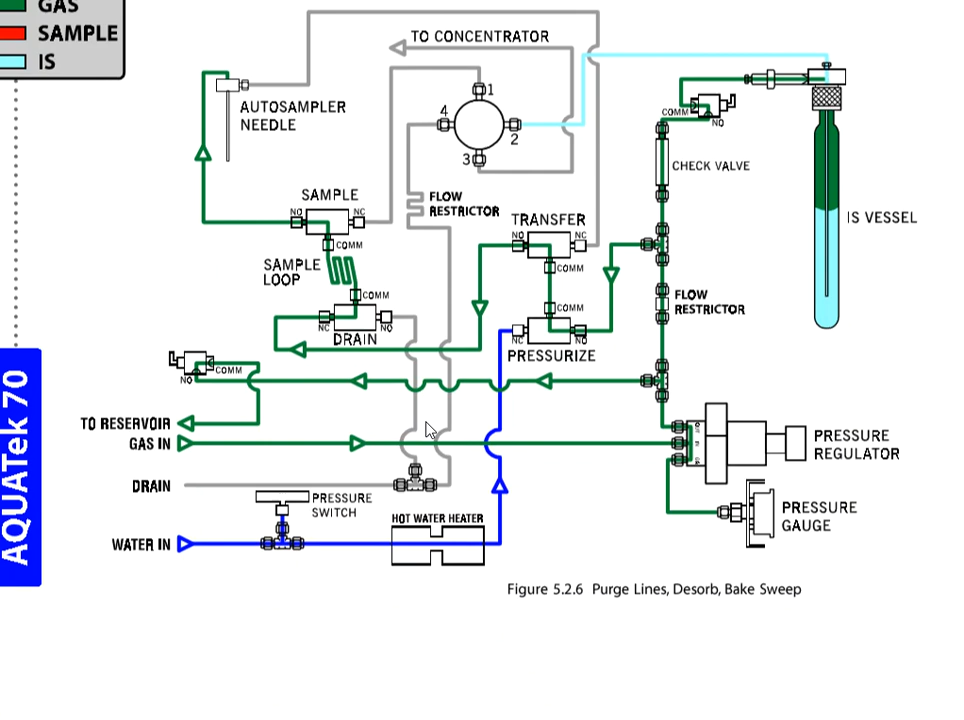 GAS
SAMPLE
IS
TO CONCENTRATOR
AUTOSAMPLER
NEEDLE
1
4
2
3
COMM
NO
CHECK VALVE
SAMPLE
NO
NC
COMM
FLOW
RESTRICTOR
TRANSFER
NO
NC
COMM
IS VESSEL
SAMPLE
LOOP
COMM
NC
NO
DRAIN
COMM
NC
NO
PRESSURIZE
FLOW
RESTRICTOR
COMM
NO
TO RESERVOIR
GAS IN
PRESSURE
REGULATOR
DRAIN
PRESSURE
SWITCH
HOT WATER HEATER
PRESSURE
GAUGE
WATER IN
AQUATek 70
Figure 5.2.6 Purge Lines, Desorb, Bake Sweep